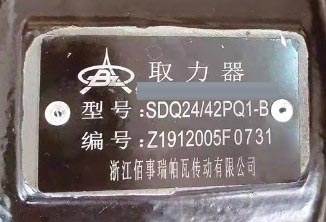 取力器
型号:SDQ24/42PQ1-B
编号:Z1912005F0731
浙江佰事瑞帕瓦传动有限公司